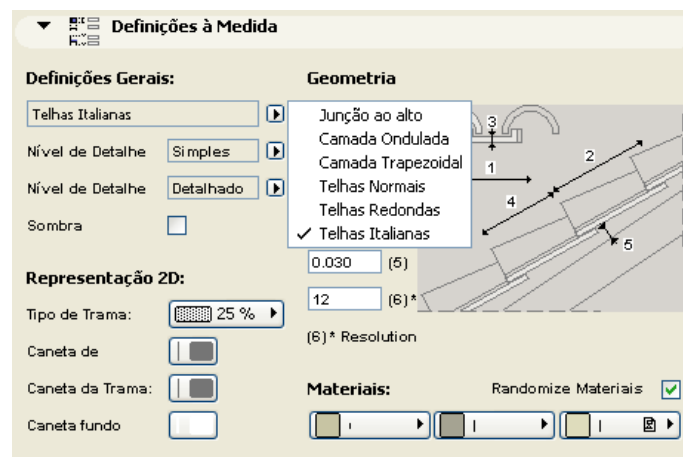 Definições à Medida
Definições Gerais:
Geometria
Telhas Italianas
Junção ao alto
Camada Ondulada
Camada Trapezoidal
Telhas Normais
Telhas Redondas
Telhas Italianas
Nível de Detalhe Simples
Nível de Detalhe Detalhado
Sombra
3
1
2
4
5
0.030 (5)
12 (6)*
(6)* Resolution
Representação 2D:
Tipo de Trama: 25 %
Caneta de
Caneta da Trama:
Caneta fundo
Materiais: Randomize Materiais